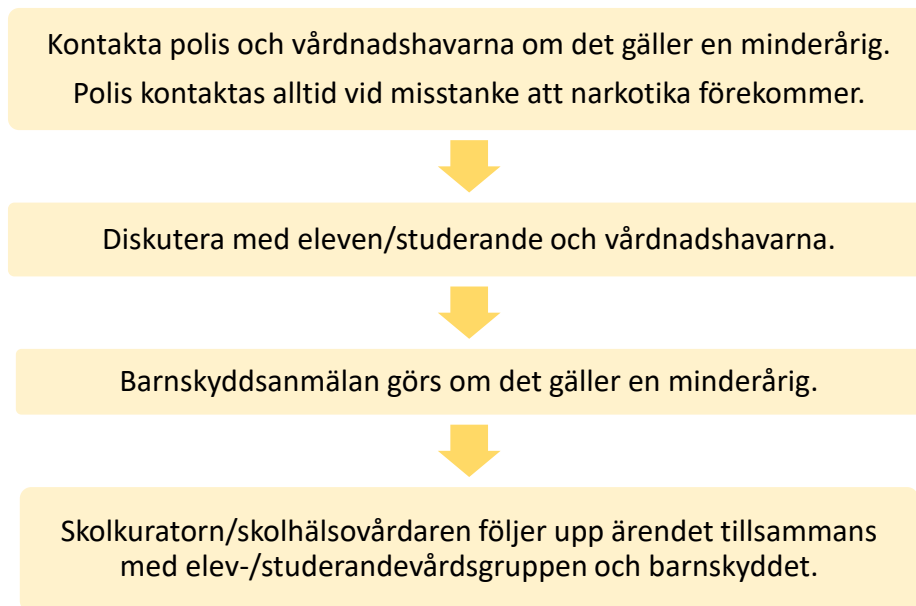 Kontakta polis och vårdnadshavarna om det gäller en minderårig.
Polis kontaktas alltid vid misstanke att narkotika förekommer.
Diskutera med eleven/studerande och vårdnadshavarna.
Barnskyddsanmälan görs om det gäller en minderårig.
Skolkuratorn/skolhälsovårdaren följer upp ärendet tillsammans
med elev-/studerandevårdsgruppen och barnskyddet.